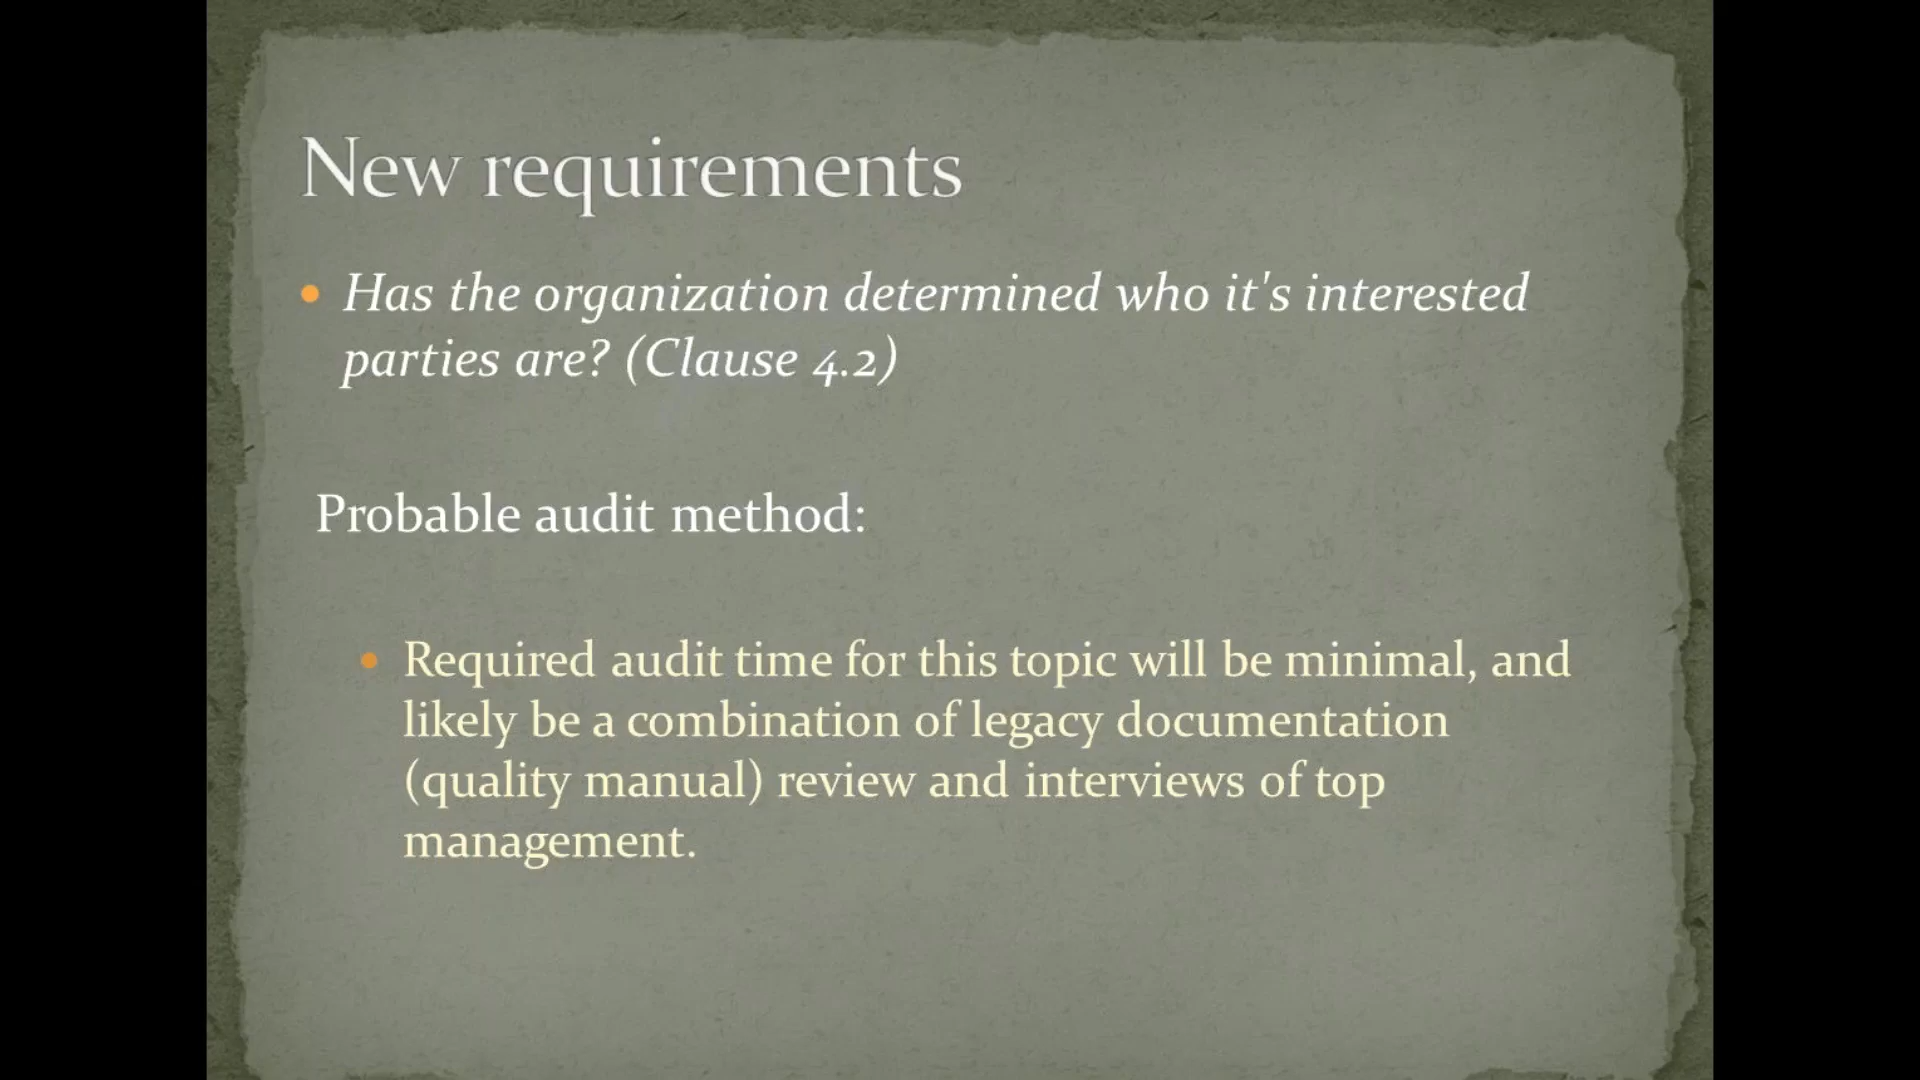 New requirements
• Has the organization determined who it's interested
parties are? (Clause 4.2)
Probable audit method:
• Required audit time for this topic will be minimal, and
likely be a combination of legacy documentation
(quality manual) review and interviews of top
management.